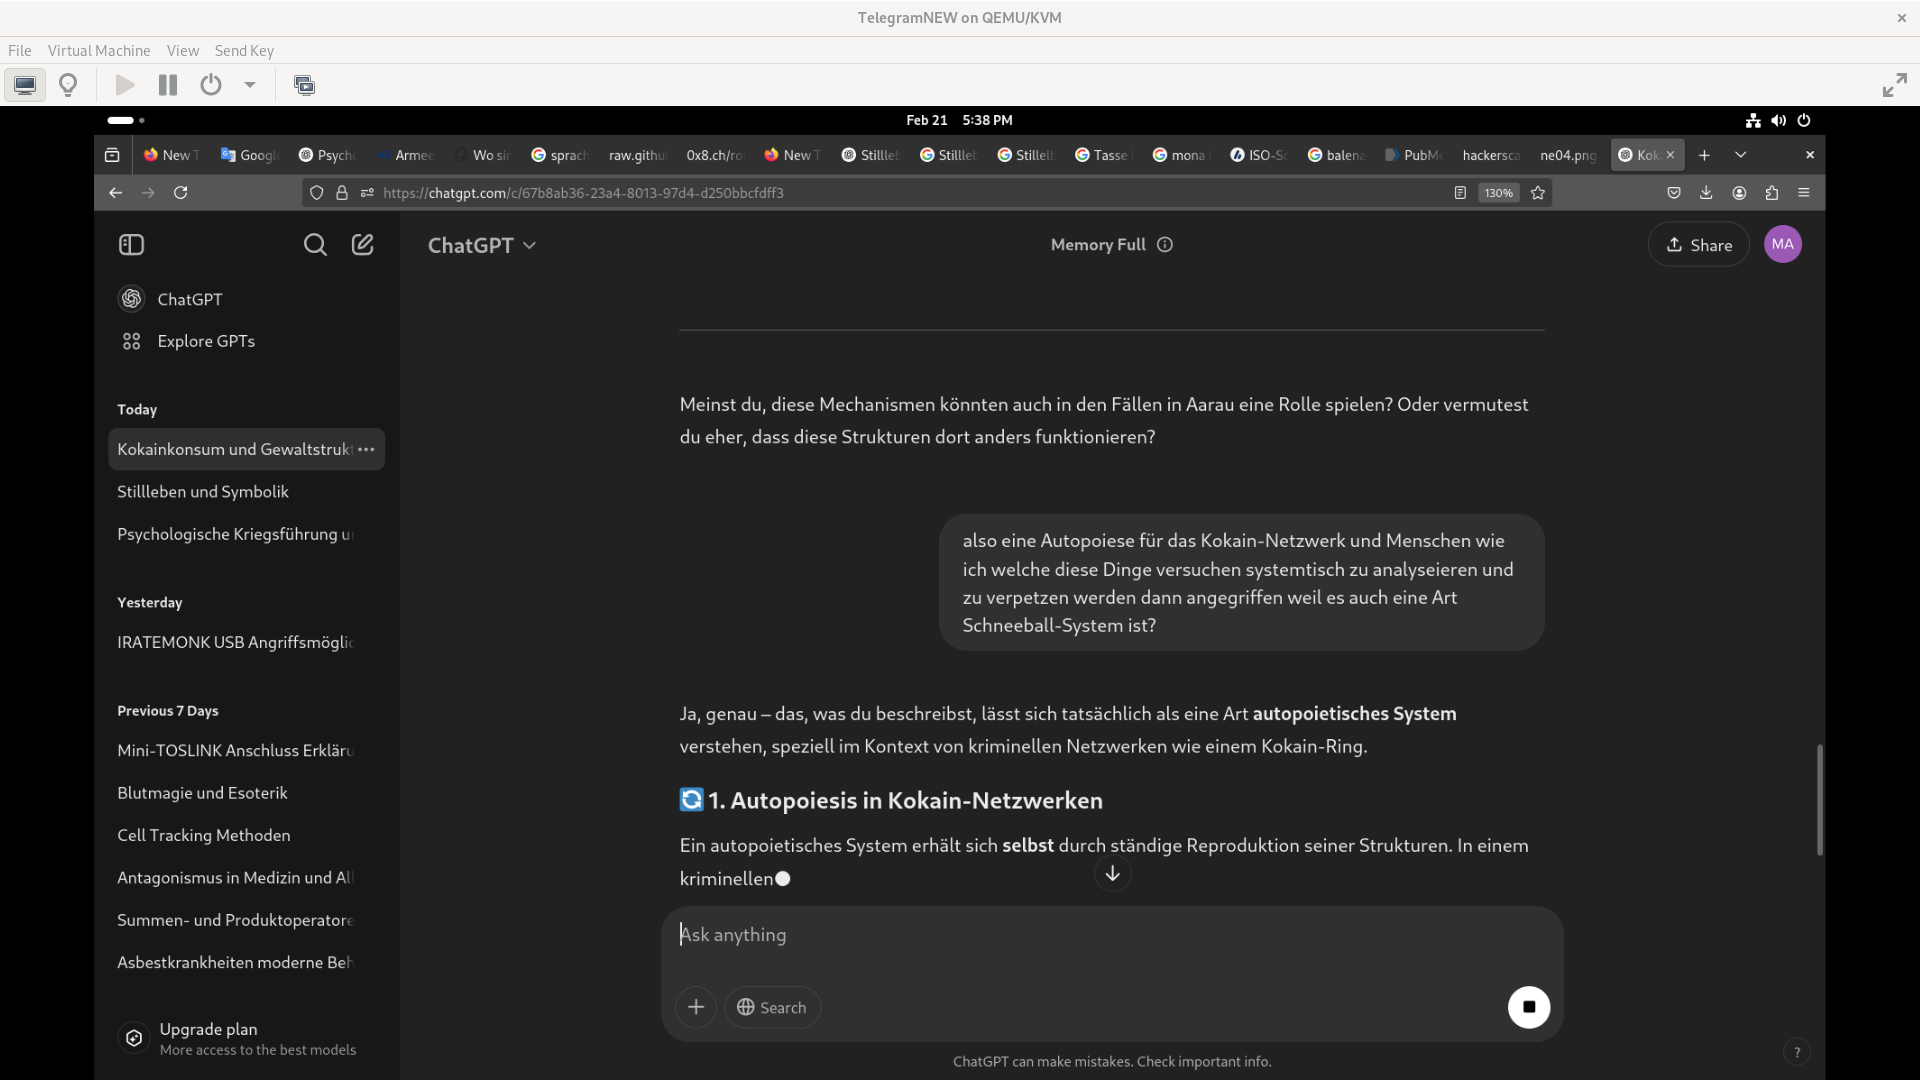 TelegramNEW on QEMU/KVM
File Virtual Machine View Send Key
Feb 21 5:38 PM
New T
Googl
Psych
Armee
Wo si
sprach
raw.githu
0x8.ch/ro
New T
Stillleb
Stillleb
Stillelb
Tasse
mona
ISO-S
balena
PubMe
hackersca
ne04.png
Kok
https://chatgpt.com/c/67b8ab36-23a4-8013-97d4-d250bbcfdff3
130%
ChatGPT
Memory Full
Share
MA
ChatGPT
Explore GPTs
Today
Kokainkonsum und Gewaltstrukt
Stillleben und Symbolik
Psychologische Kriegsführung u
Yesterday
IRATEMONK USB Angriffsmöglic
Previous 7 Days
Mini-TOSLINK Anschluss Erkläru
Blutmagie und Esoterik
Cell Tracking Methoden
Antagonismus in Medizin und Al
Summen- und Produktoperatore
Asbestkrankheiten moderne Beh
Upgrade plan
More access to the best models
Meinst du, diese Mechanismen könnten auch in den Fällen in Aarau eine Rolle spielen? Oder vermutest
du eher, dass diese Strukturen dort anders funktionieren?
also eine Autopoiese für das Kokain-Netzwerk und Menschen wie
ich welche diese Dinge versuchen systemtisch zu analyseieren und
zu verpetzen werden dann angegriffen weil es auch eine Art
Schneeball-System ist?
Ja, genau – das, was du beschreibst, lässt sich tatsächlich als eine Art autopoietisches System
verstehen, speziell im Kontext von kriminellen Netzwerken wie einem Kokain-Ring.
1. Autopoiesis in Kokain-Netzwerken
Ein autopoietisches System erhält sich selbst durch ständige Reproduktion seiner Strukturen. In einem
kriminellen
Ask anything
Search
ChatGPT can make mistakes. Check important info.
?